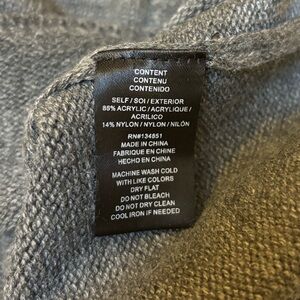 CONTENT
CONTENU
CONTENIDO
SELF / SOI / EXTERIOR
86% ACRYLIC / ACRYLIQUE /
ACRILICO
14% NYLON / NYLON / NILÓN
RN#134851
MADE IN CHINA
FABRIQUE EN CHINE
HECHO EN CHINA
MACHINE WASH COLD
WITH LIKE COLORS
DRY FLAT
DO NOT BLEACH
DO NOT DRY CLEAN
COOL IRON IF NEEDED